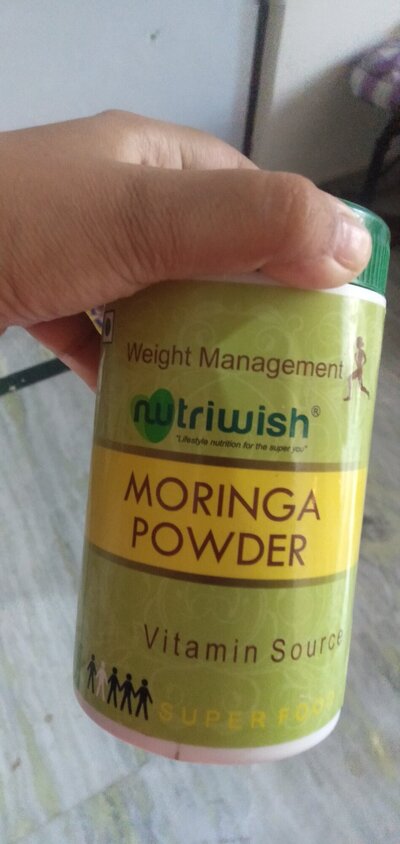 Weight Management
nutriwish®
"Lifestyle nutrition for the super you"
MORINGA
POWDER
Vitamin Source
SUPER FOOD